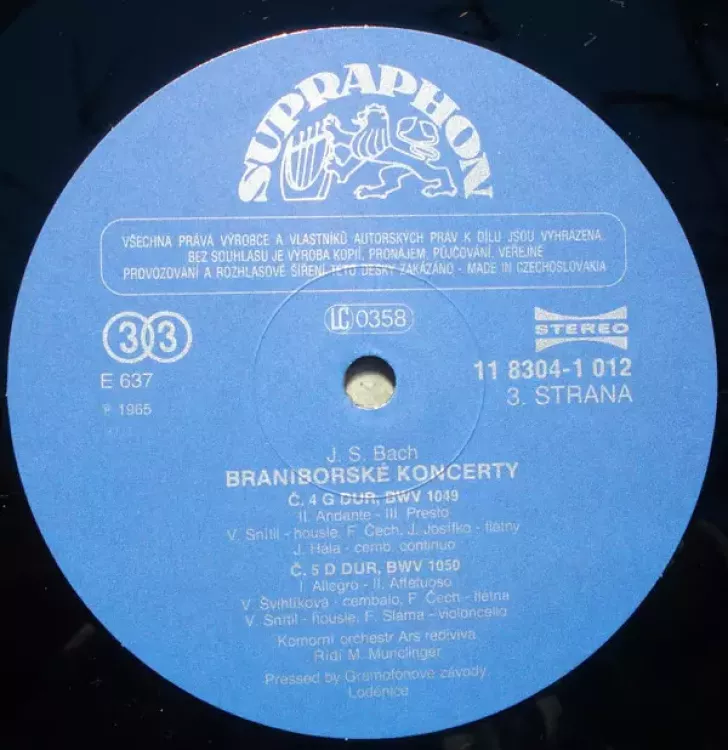 SUPRAPHON
VŠECHNA PRÁVA VÝROBCE A VLASTNÍKŮ AUTORSKÝCH PRÁV K DÍLU JSOU VYHRAZENA.
BEZ SOUHLASU JE VÝROBA KOPIÍ, PRONÁJEM, PŮJČOVÁNÍ, VEŘEJNÉ
PROVOZOVÁNÍ A ROZHLASOVÉ ŠÍŘENÍ TÉTO DESKY ZAKÁZÁNO - MADE IN CZECHOSLOVAKIA
33
LC 0358
STEREO
E 637
11 8304-1 012
℗ 1965
3. STRANA
J. S. Bach
BRANIBORSKÉ KONCERTY
Č. 4 G DUR, BWV 1049
II. Andante - III. Presto
V. Snítil - housle, F. Čech, J. Josífko - flétny
J. Hála - cemb. continuo
Č. 5 D DUR, BWV 1050
I. Allegro - II. Affetuoso
V. Švihlíková - cembalo, F. Čech - flétna
V. Snítil - housle, F. Sláma - violoncello
Komorní orchestr Ars rediviva
Řídí M. Munclinger
Pressed by Gramofonové závody
Loděnice